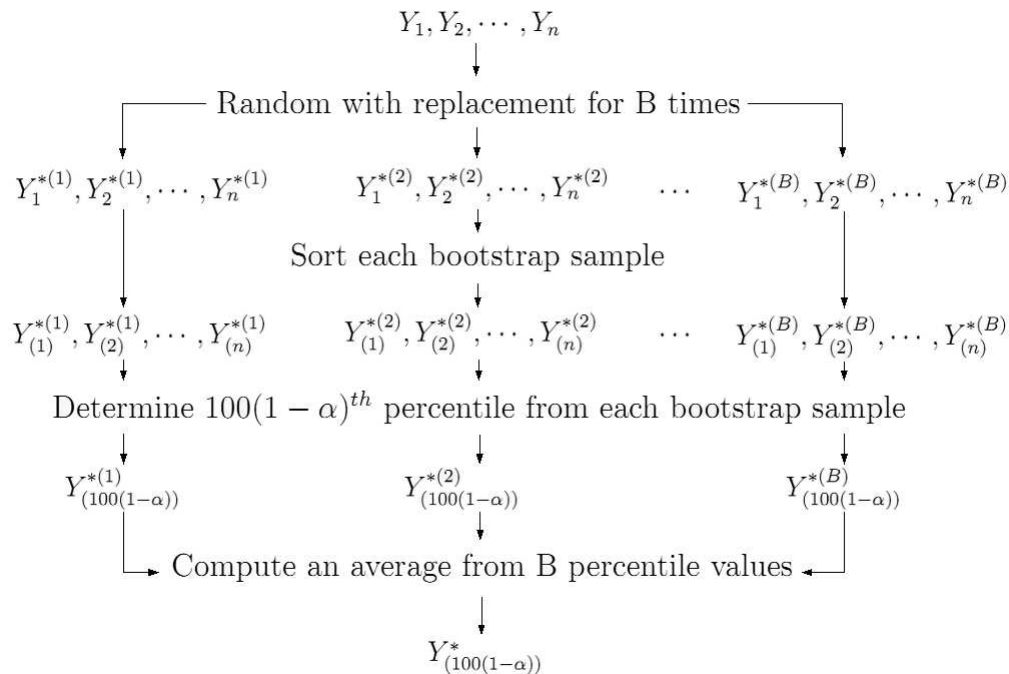 Y_1, Y_2, ⋯ , Y_n
Random with replacement for B times
Y_1^{*(1)}, Y_2^{*(1)}, ⋯ , Y_n^{*(1)} Y_1^{*(2)}, Y_2^{*(2)}, ⋯ , Y_n^{*(2)} ⋯ Y_1^{*(B)}, Y_2^{*(B)}, ⋯ , Y_n^{*(B)}
Sort each bootstrap sample
Y_{(1)}^{*(1)}, Y_{(2)}^{*(1)}, ⋯ , Y_{(n)}^{*(1)} Y_{(1)}^{*(2)}, Y_{(2)}^{*(2)}, ⋯ , Y_{(n)}^{*(2)} ⋯ Y_{(1)}^{*(B)}, Y_{(2)}^{*(B)}, ⋯ , Y_{(n)}^{*(B)}
Determine 100(1 − α)^{th} percentile from each bootstrap sample
Y_{(100(1−α))}^{*(1)} Y_{(100(1−α))}^{*(2)} Y_{(100(1−α))}^{*(B)}
Compute an average from B percentile values
Y_{(100(1−α))}^{*}